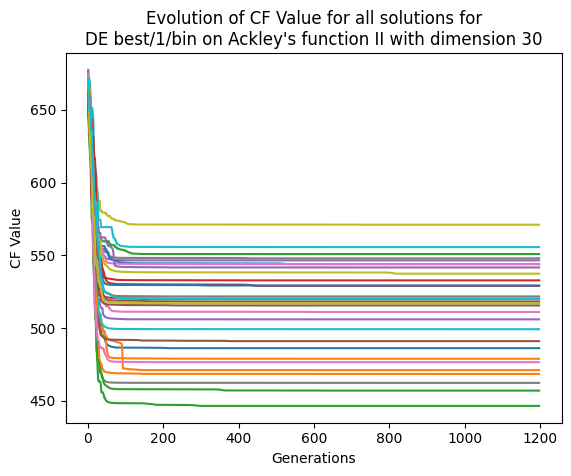 Evolution of CF Value for all solutions for
DE best/1/bin on Ackley's function II with dimension 30
CF Value
650
600
550
500
450
0 200 400 600 800 1000 1200
Generations